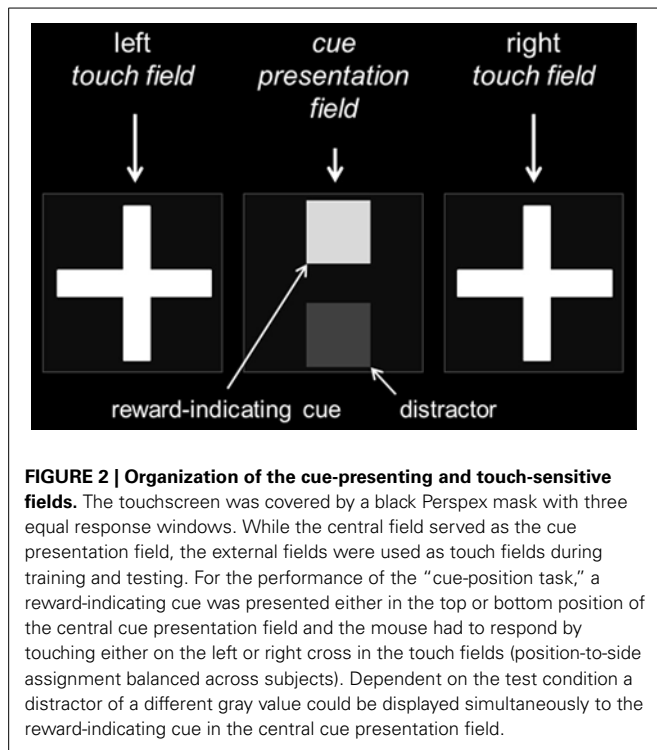 left
touch field
cue
presentation
field
right
touch field
reward-indicating cue
distractor
FIGURE 2 | Organization of the cue-presenting and touch-sensitive
fields. The touchscreen was covered by a black Perspex mask with three
equal response windows. While the central field served as the cue
presentation field, the external fields were used as touch fields during
training and testing. For the performance of the “cue-position task,” a
reward-indicating cue was presented either in the top or bottom position of
the central cue presentation field and the mouse had to respond by
touching either on the left or right cross in the touch fields (position-to-side
assignment balanced across subjects). Dependent on the test condition a
distractor of a different gray value could be displayed simultaneously to the
reward-indicating cue in the central cue presentation field.